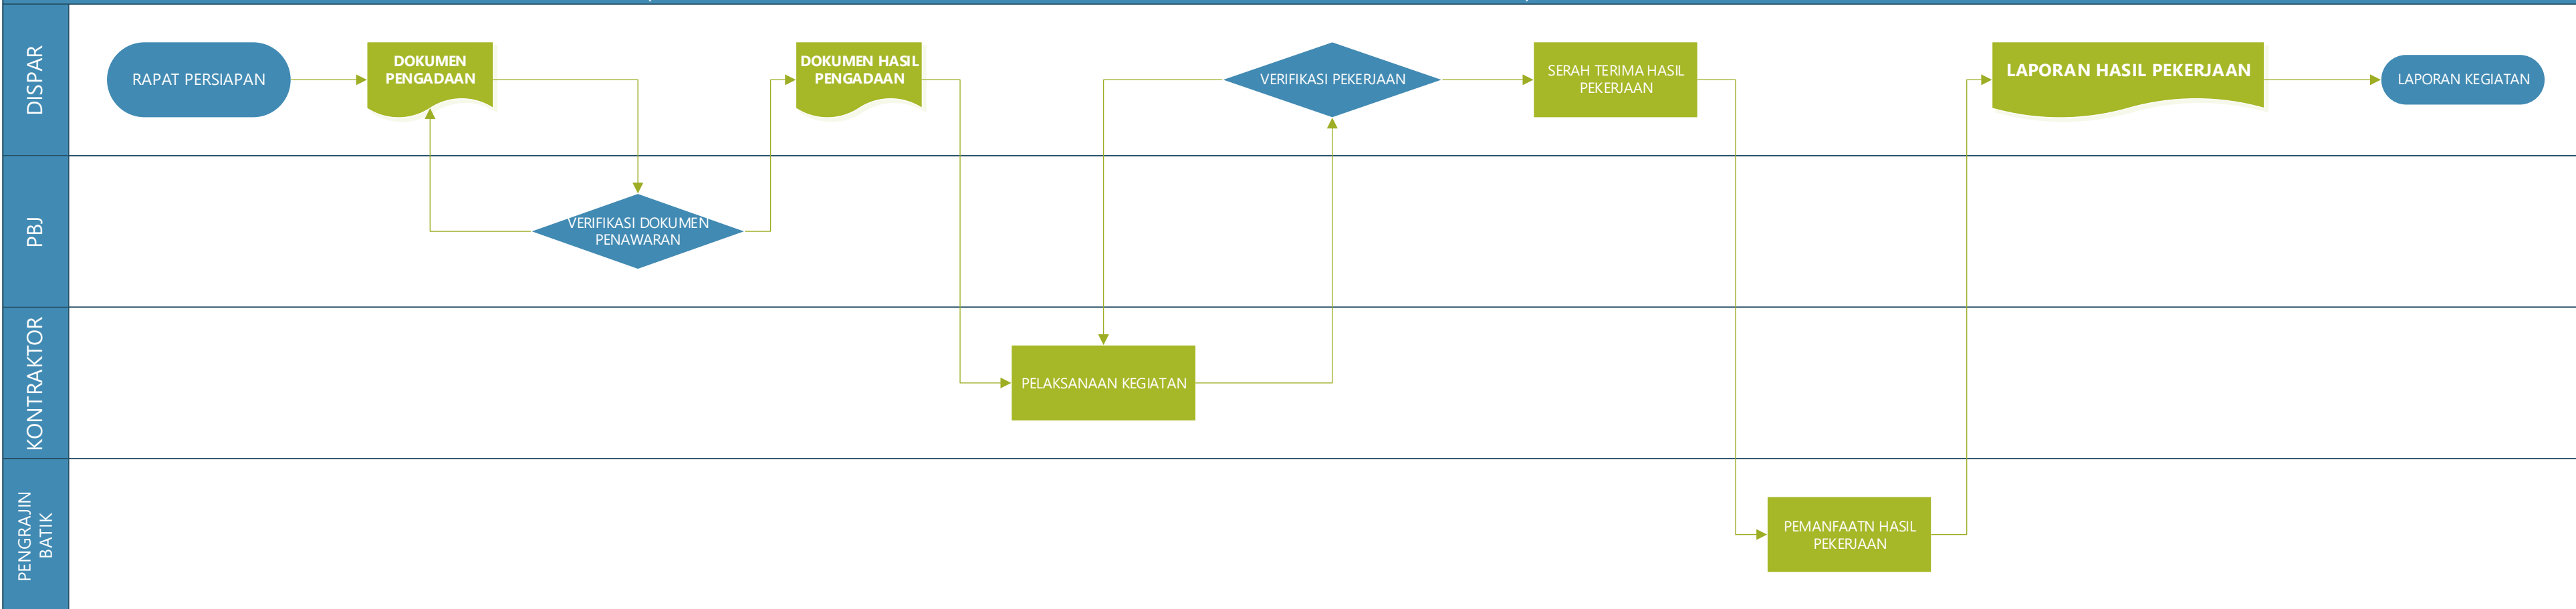 DISPAR
RAPAT PERSIAPAN
DOKUMEN
PENGADAAN
DOKUMEN HASIL
PENGADAAN
VERIFIKASI PEKERJAAN
SERAH TERIMA HASIL
PEKERJAAN
LAPORAN HASIL PEKERJAAN
LAPORAN KEGIATAN
PBJ
VERIFIKASI DOKUMEN
PENAWARAN
KONTRAKTOR
PELAKSANAAN KEGIATAN
PENGRAJIN
BATIK
PEMANFAATN HASIL
PEKERJAAN